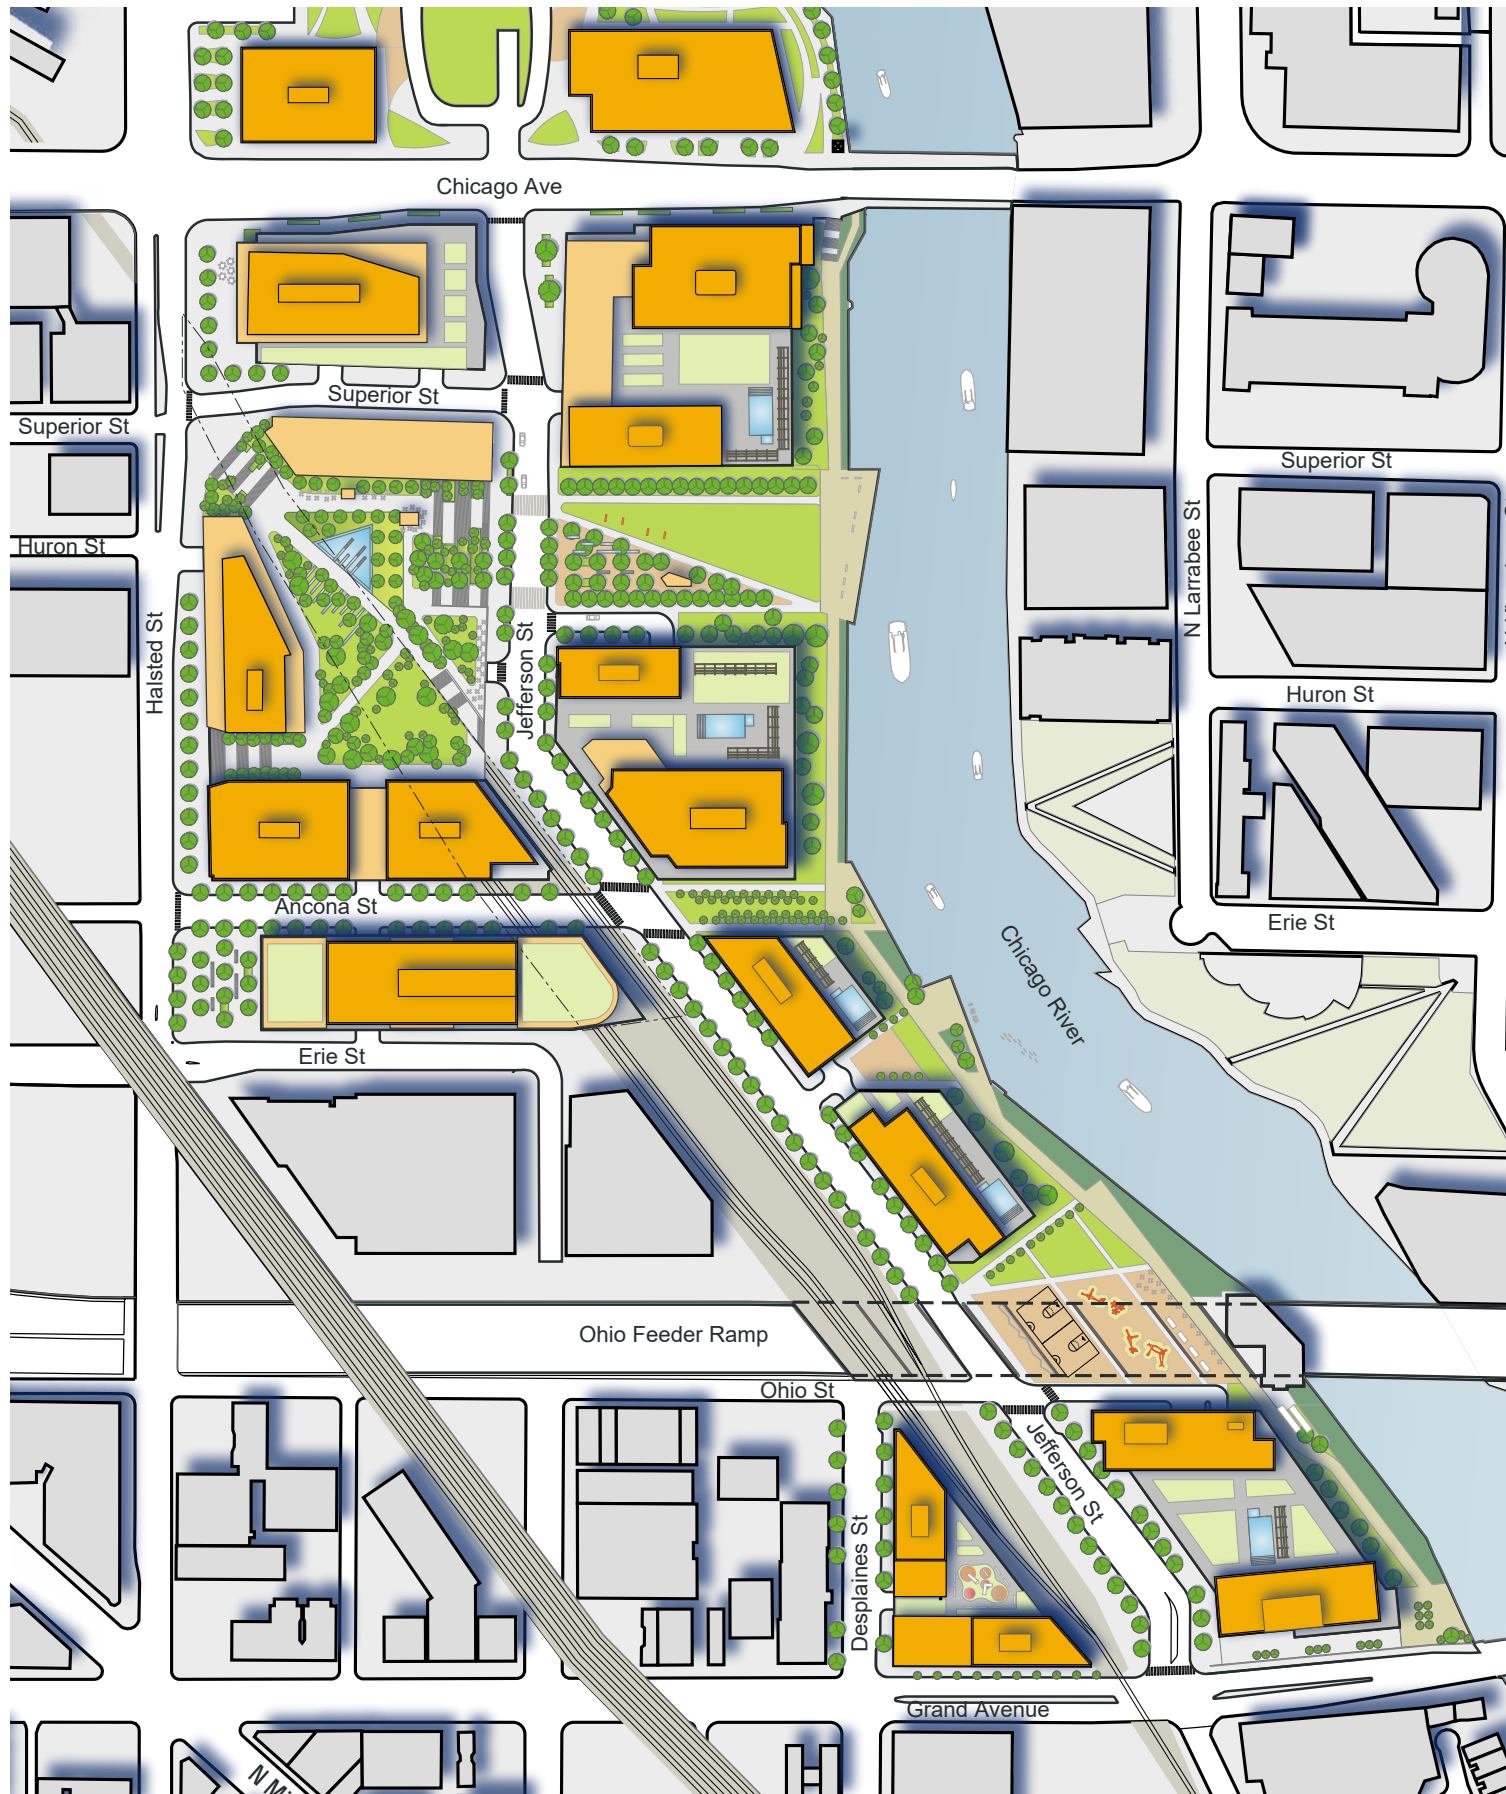 Chicago Ave
Superior St
Superior St
Superior St
Huron St
N Larrabee St
Halsted St
Jefferson St
Huron St
Ancona St
Erie St
Chicago River
Erie St
Ohio Feeder Ramp
Ohio St
Jefferson St
Desplaines St
Grand Avenue